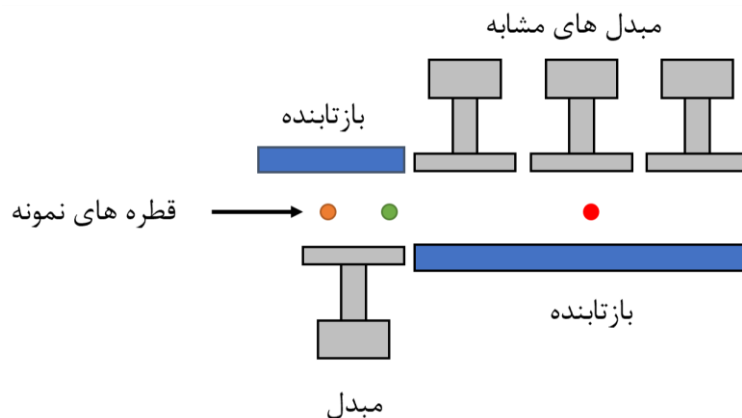 مبدل های مشابه
بازتابنده
قطره های نمونه
بازتابنده
مبدل